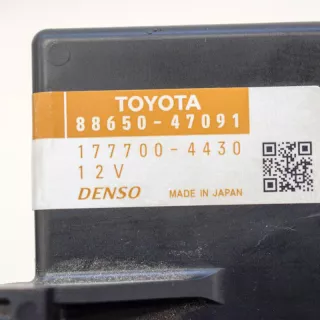 TOYOTA
88650-47091
177700-4430
12V
DENSO MADE IN JAPAN